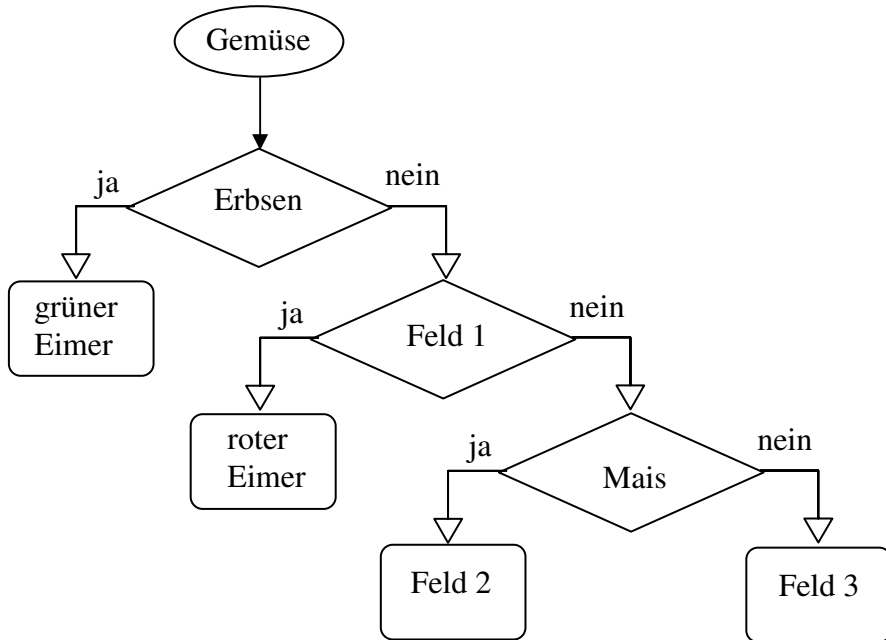 Gemüse
ja
nein
Erbsen
grüner
Eimer
ja
nein
Feld 1
roter
Eimer
ja
nein
Mais
Feld 2
Feld 3